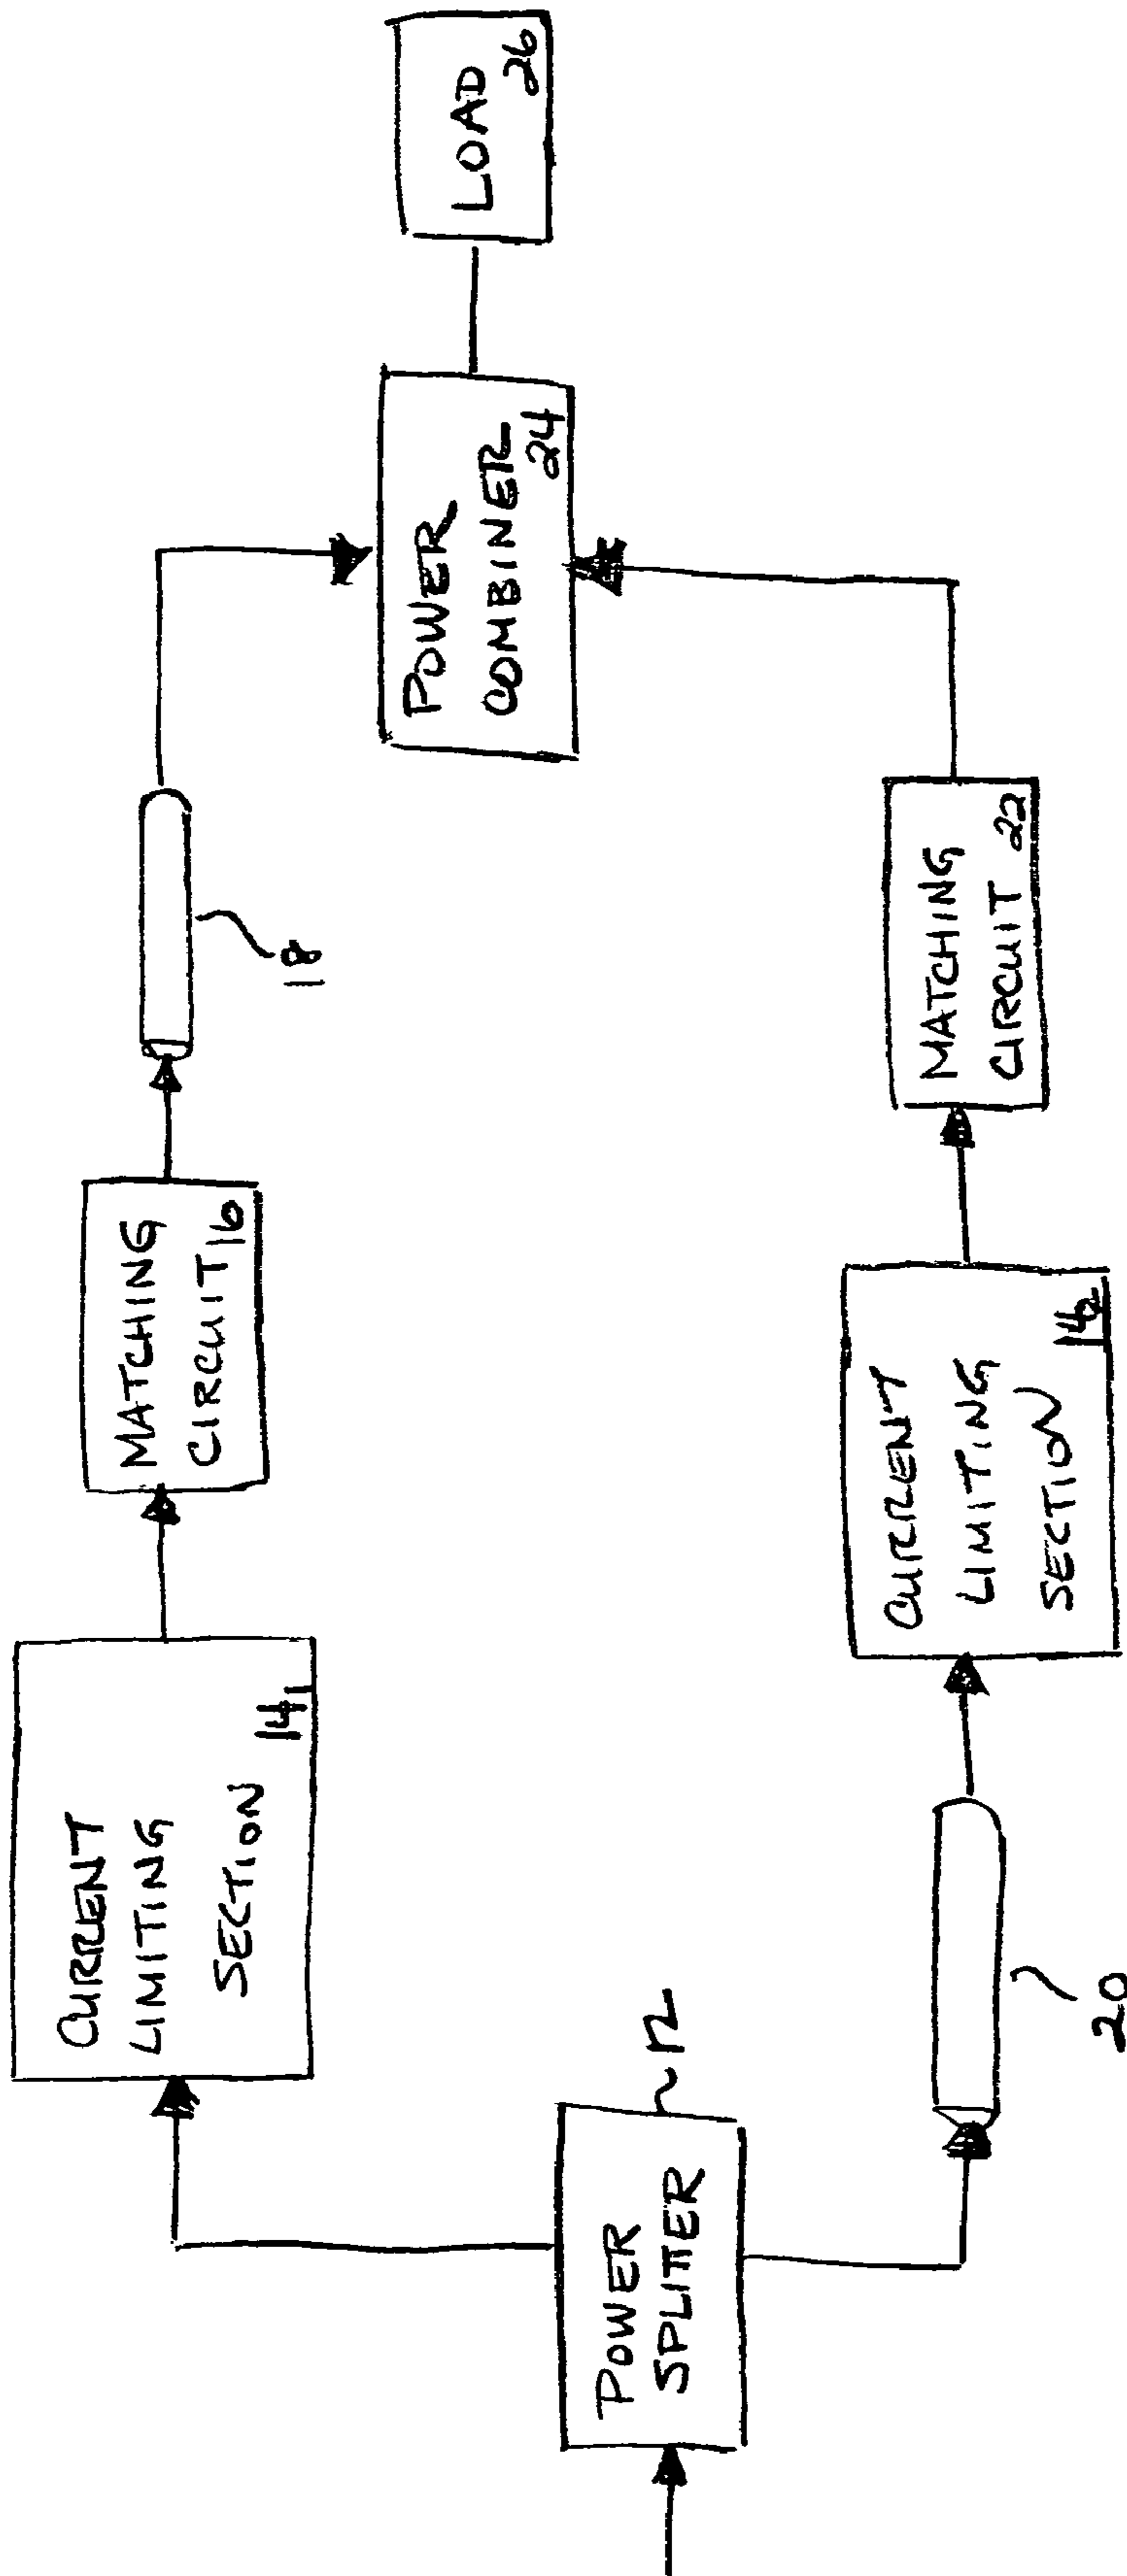 POWER
SPLITTER
12
CURRENT
LIMITING
SECTION
14₁
MATCHING
CIRCUIT 16
18
20
CURRENT
LIMITING
SECTION
14₂
MATCHING
CIRCUIT 22
POWER
COMBINER
24
LOAD
26